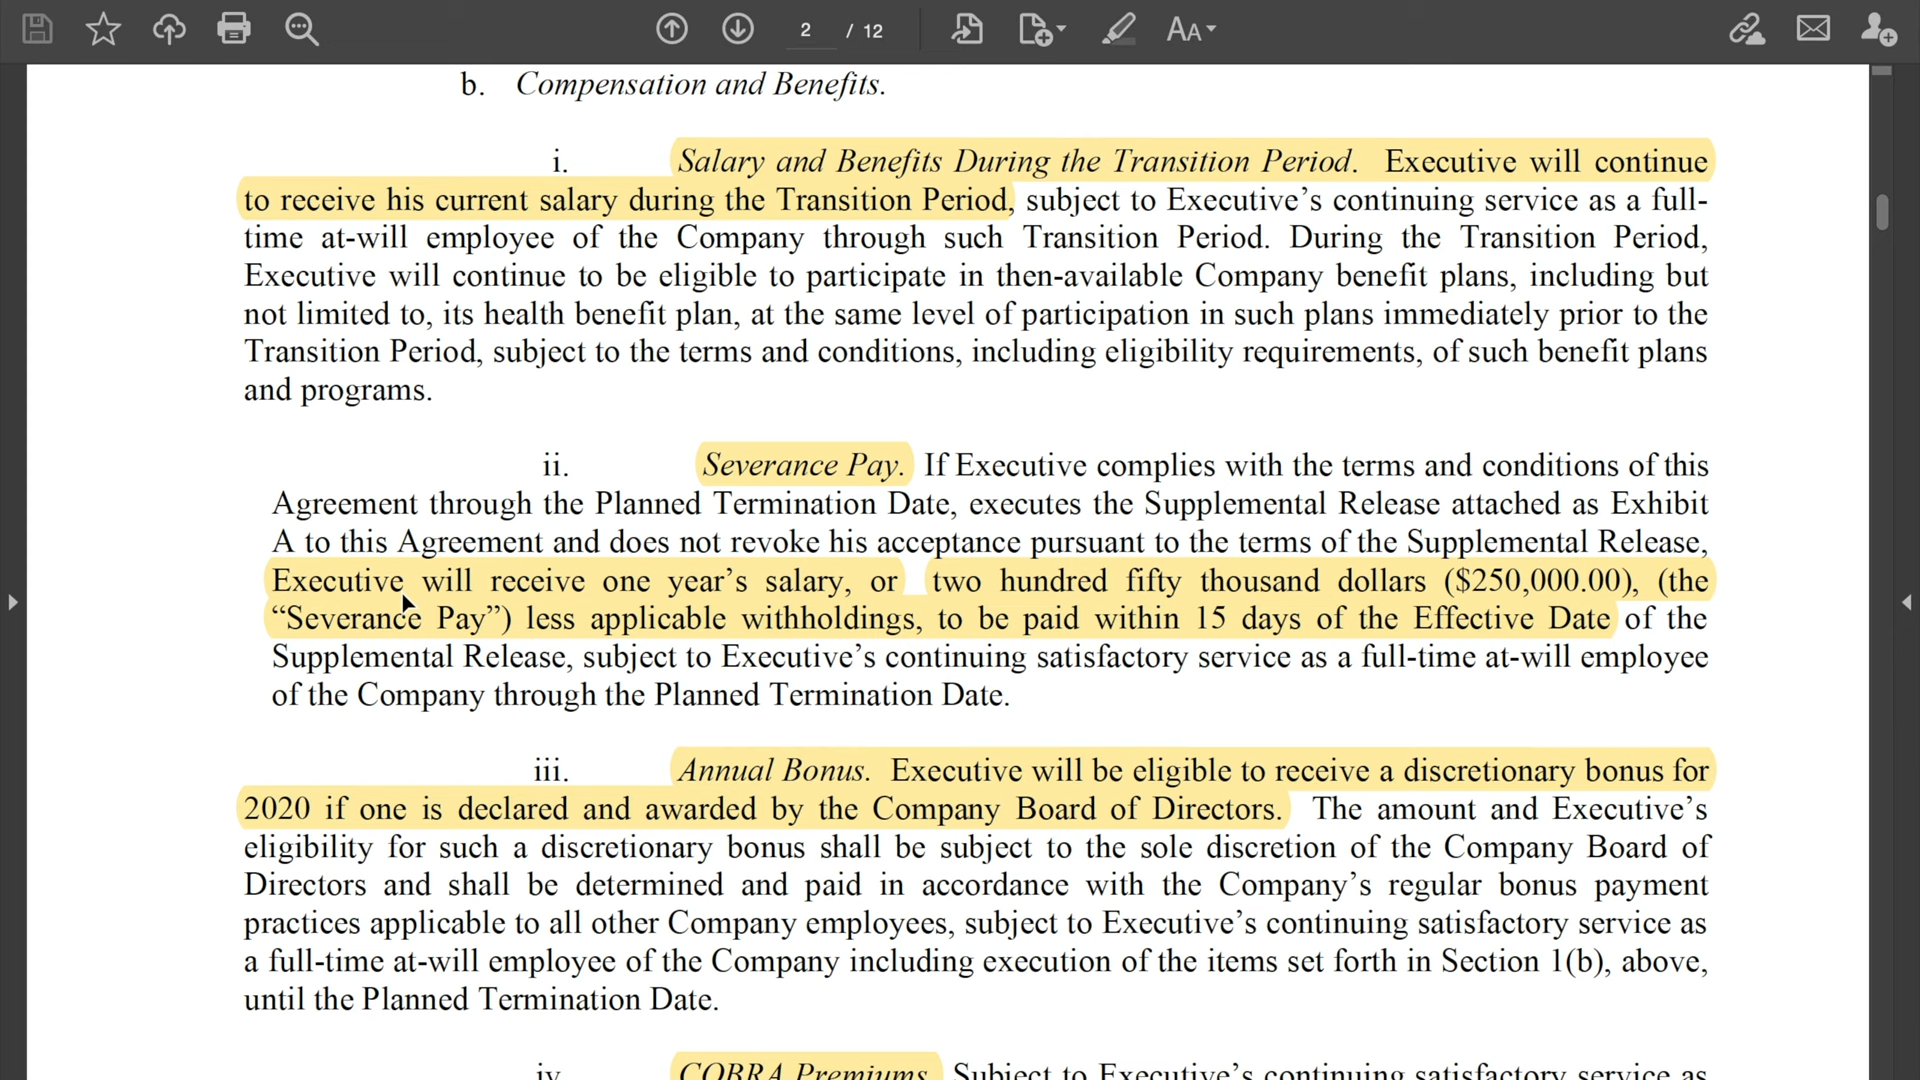 2 / 12
b. Compensation and Benefits.
i. Salary and Benefits During the Transition Period. Executive will continue
to receive his current salary during the Transition Period, subject to Executive’s continuing service as a full-
time at-will employee of the Company through such Transition Period. During the Transition Period,
Executive will continue to be eligible to participate in then-available Company benefit plans, including but
not limited to, its health benefit plan, at the same level of participation in such plans immediately prior to the
Transition Period, subject to the terms and conditions, including eligibility requirements, of such benefit plans
and programs.
ii. Severance Pay. If Executive complies with the terms and conditions of this
Agreement through the Planned Termination Date, executes the Supplemental Release attached as Exhibit
A to this Agreement and does not revoke his acceptance pursuant to the terms of the Supplemental Release,
Executive will receive one year’s salary, or two hundred fifty thousand dollars ($250,000.00), (the
“Severance Pay”) less applicable withholdings, to be paid within 15 days of the Effective Date of the
Supplemental Release, subject to Executive’s continuing satisfactory service as a full-time at-will employee
of the Company through the Planned Termination Date.
iii. Annual Bonus. Executive will be eligible to receive a discretionary bonus for
2020 if one is declared and awarded by the Company Board of Directors. The amount and Executive’s
eligibility for such a discretionary bonus shall be subject to the sole discretion of the Company Board of
Directors and shall be determined and paid in accordance with the Company’s regular bonus payment
practices applicable to all other Company employees, subject to Executive’s continuing satisfactory service as
a full-time at-will employee of the Company including execution of the items set forth in Section 1(b), above,
until the Planned Termination Date.
iv. COBRA Premiums. Subject to Executive’s continuing satisfactory service as